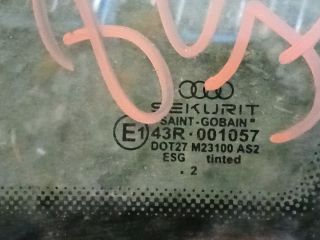 SEKURIT
"SAINT-GOBAIN"
E1 43R-001057
DOT27 M23100 AS2
ESG tinted
. 2